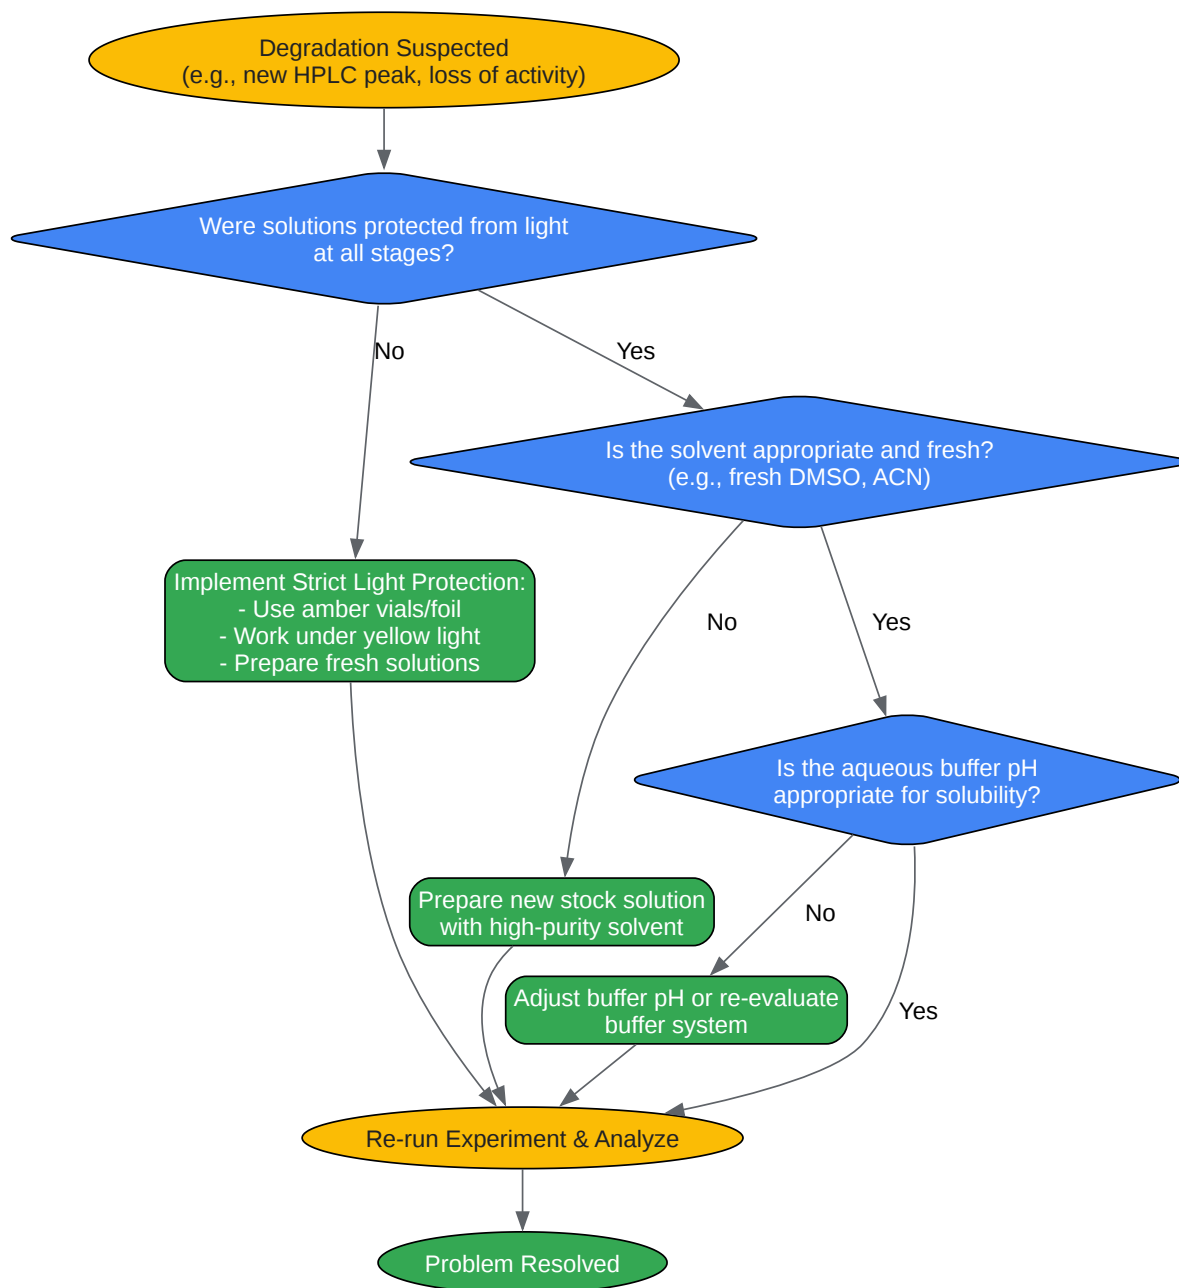 Degradation Suspected
(e.g., new HPLC peak, loss of activity)
Were solutions protected from light
at all stages?
No
Yes
Is the solvent appropriate and fresh?
(e.g., fresh DMSO, ACN)
Implement Strict Light Protection:
- Use amber vials/foil
- Work under yellow light
- Prepare fresh solutions
No
Yes
Is the aqueous buffer pH
appropriate for solubility?
Prepare new stock solution
with high-purity solvent
No
Adjust buffer pH or re-evaluate
buffer system
Yes
Re-run Experiment & Analyze
Problem Resolved